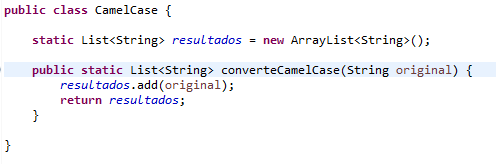 public class CamelCase {
static List<String> resultados = new ArrayList<String>();
public static List<String> converteCamelCase(String original) {
resultados.add(original);
return resultados;
}
}